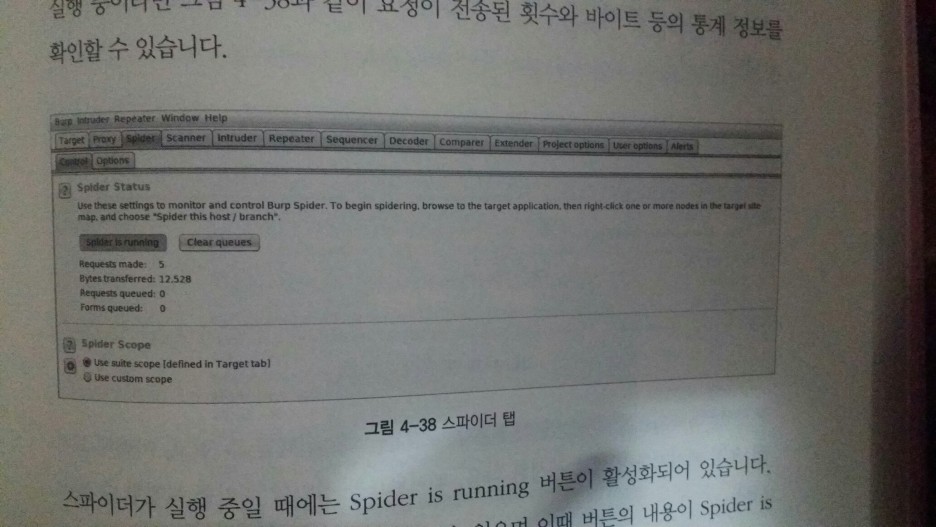 실행 중이라면 그림 4-38과 같이 요청이 전송된 횟수와 바이트 등의 통계 정보를
확인할 수 있습니다.
Burp Intruder Repeater Window Help
Target Proxy Spider Scanner Intruder Repeater Sequencer Decoder Comparer Extender Project options User options Alerts
Control Options
? Spider Status
Use these settings to monitor and control Burp Spider. To begin spidering, browse to the target application, then right-click one or more nodes in the target site
map, and choose "Spider this host / branch".
Spider is running Clear queues
Requests made: 5
Bytes transferred: 12,528
Requests queued: 0
Forms queued: 0
? Spider Scope
Use suite scope [defined in Target tab]
Use custom scope
그림 4-38 스파이더 탭
스파이더가 실행 중일 때에는 Spider is running 버튼이 활성화되어 있습니다.
이때 버튼의 내용이 Spider is